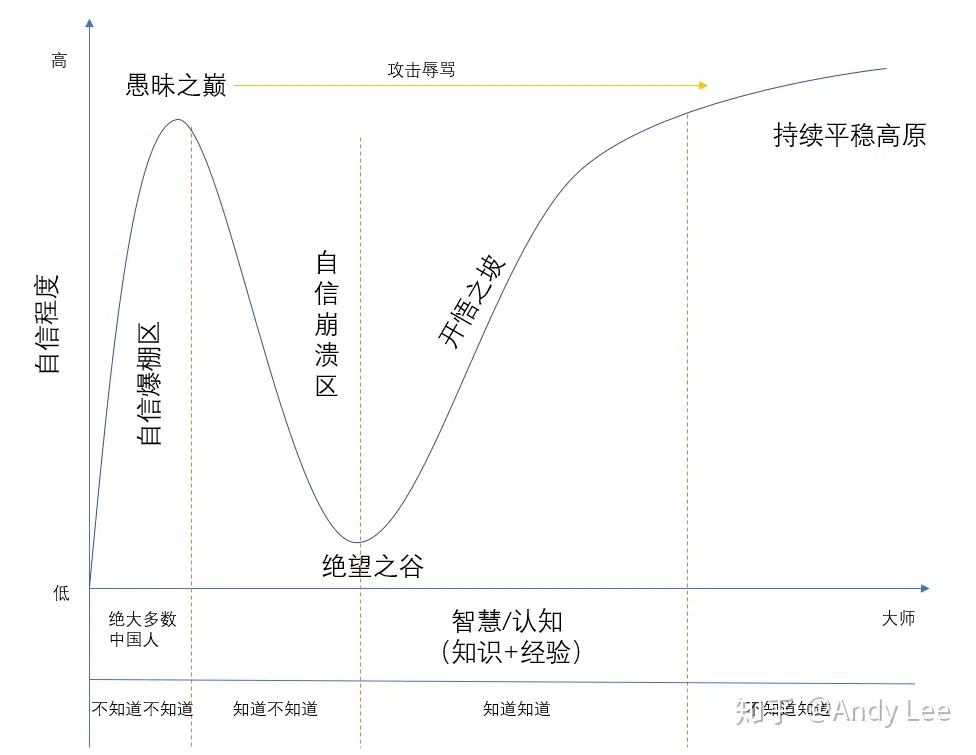 高
愚昧之巅
攻击辱骂
持续平稳高原
自信程度
自信爆棚区
自信崩溃区
开悟之坡
绝望之谷
低
绝大多数
中国人
智慧/认知
（知识+经验）
大师
不知道不知道
知道不知道
知道知道
不知道知道
知乎 @Andy Lee